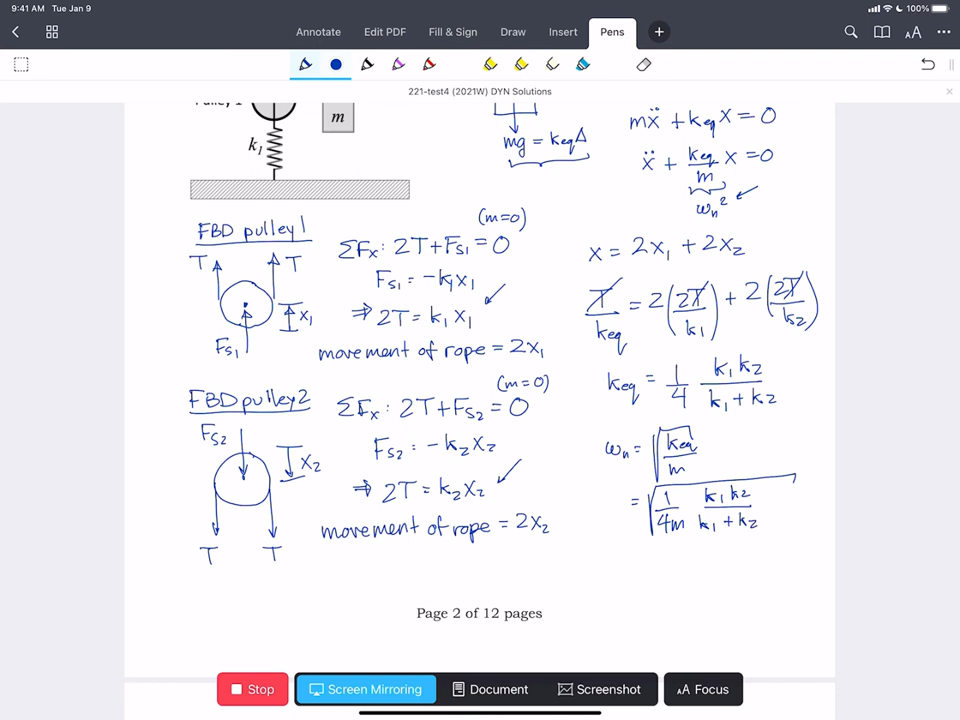 9:41 AM Tue Jan 9
100%
Annotate Edit PDF Fill & Sign Draw Insert Pens
AA
221-test4 (2021W) DYN Solutions
m
k₁
mg = keqΔ
mẍ + keq x = 0
ẍ + keq/m x = 0
ωn²
FBD pulley 1
T T
x₁
Fs₁
(m=0)
ΣFx: 2T + Fs₁ = 0
Fs₁ = -k₁x₁
⇒ 2T = k₁x₁
movement of rope = 2x₁
FBD pulley 2
Fs₂
x₂
T T
(m=0)
ΣFx: 2T + Fs₂ = 0
Fs₂ = -k₂x₂
⇒ 2T = k₂x₂
movement of rope = 2x₂
x = 2x₁ + 2x₂
T/keq = 2(2T/k₁) + 2(2T/k₂)
keq = 1/4 k₁k₂/(k₁+k₂)
ωn = √(keq/m)
= √(1/4m k₁k₂/(k₁+k₂))
Page 2 of 12 pages
Stop Screen Mirroring Document Screenshot AA Focus